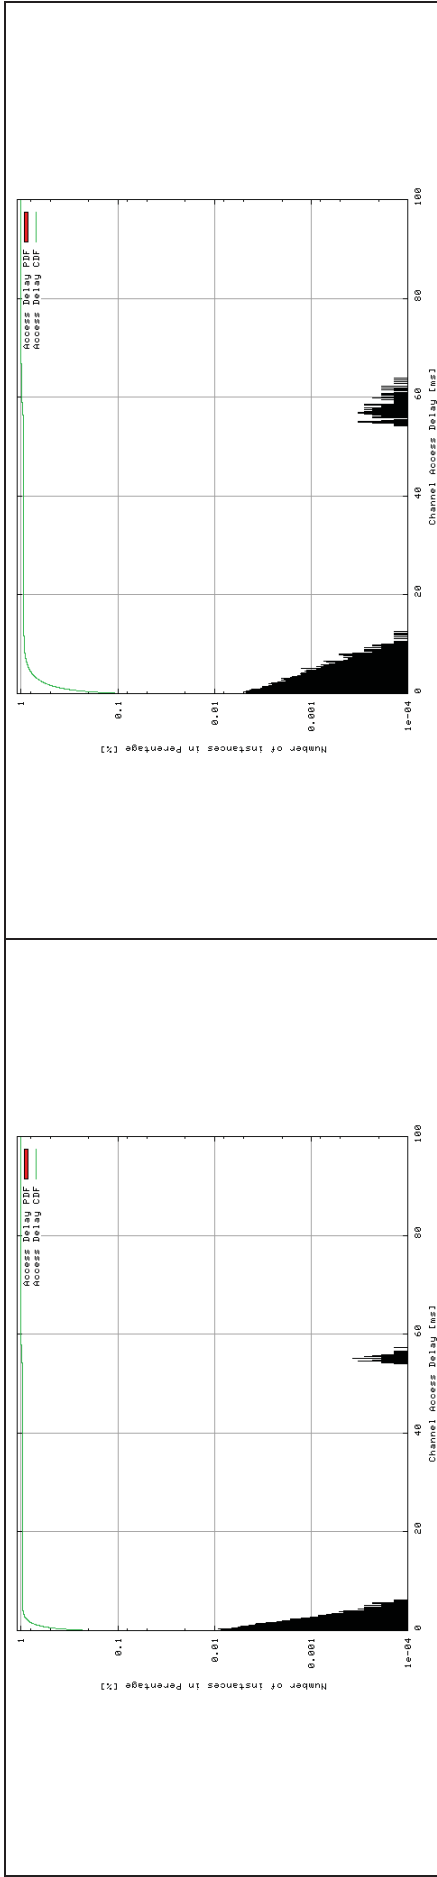 Number of instances in Perentage [%]
1
0.1
0.01
0.001
1e-04
0 20 40 60 80 100
Channel Access Delay [ms]
Access Delay PDF
Access Delay CDF
Number of instances in Perentage [%]
1
0.1
0.01
0.001
1e-04
0 20 40 60 80 100
Channel Access Delay [ms]
Access Delay PDF
Access Delay CDF